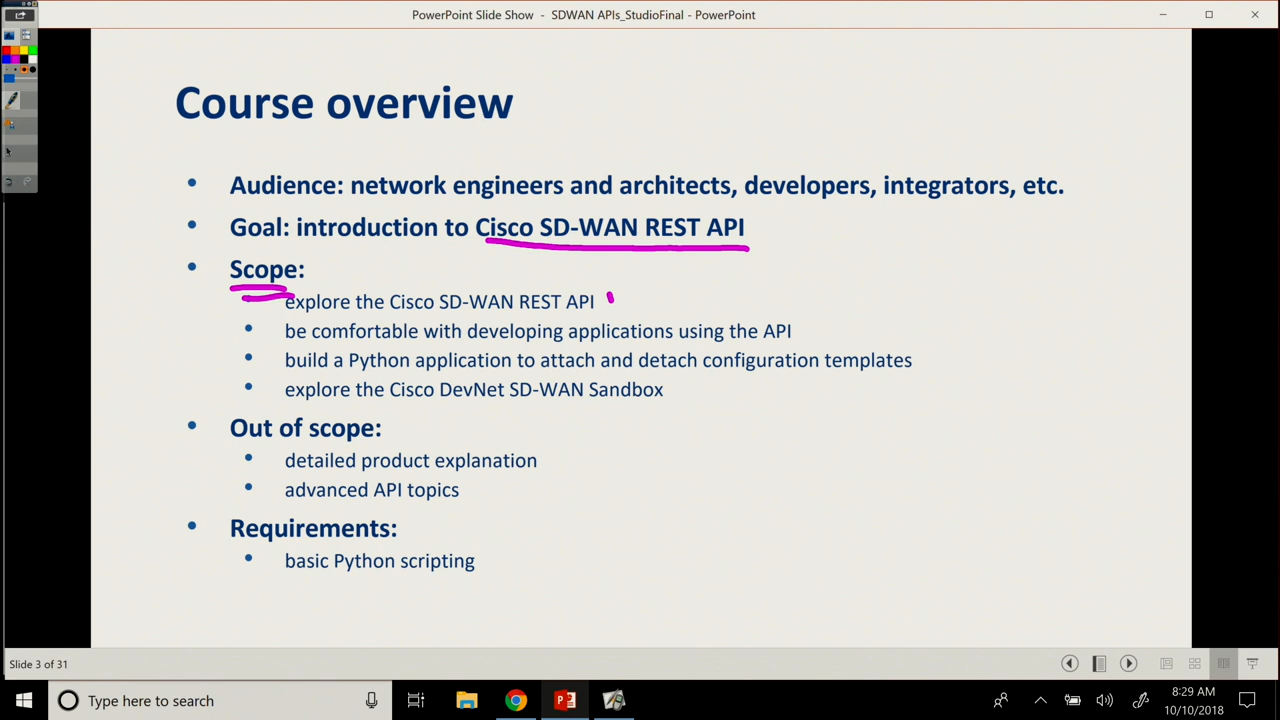 PowerPoint Slide Show - SDWAN APIs_StudioFinal - PowerPoint
Course overview
• Audience: network engineers and architects, developers, integrators, etc.
• Goal: introduction to Cisco SD-WAN REST API
• Scope:
explore the Cisco SD-WAN REST API
• be comfortable with developing applications using the API
• build a Python application to attach and detach configuration templates
• explore the Cisco DevNet SD-WAN Sandbox
• Out of scope:
• detailed product explanation
• advanced API topics
• Requirements:
• basic Python scripting
Slide 3 of 31
Type here to search
8:29 AM
10/10/2018